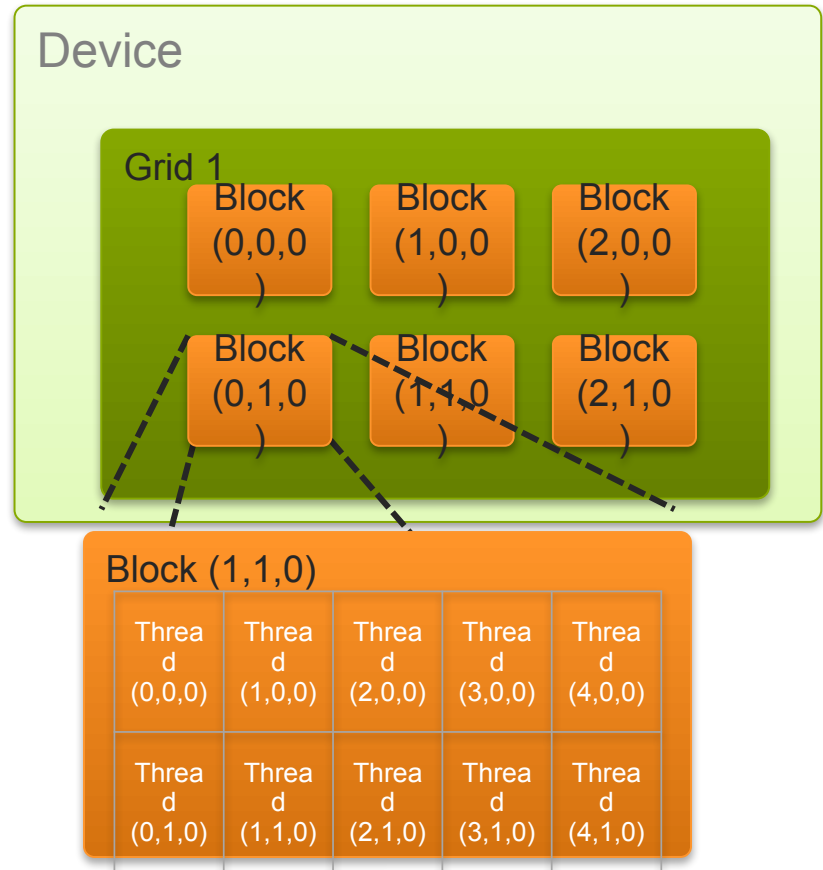 Device
Grid 1
Block Block Block
(0,0,0 (1,0,0 (2,0,0
) ) )
Block Block Block
(0,1,0 (1,1,0 (2,1,0
) ) )
Block (1,1,0)
Threa Threa Threa Threa Threa
d d d d d
(0,0,0) (1,0,0) (2,0,0) (3,0,0) (4,0,0)
Threa Threa Threa Threa Threa
d d d d d
(0,1,0) (1,1,0) (2,1,0) (3,1,0) (4,1,0)